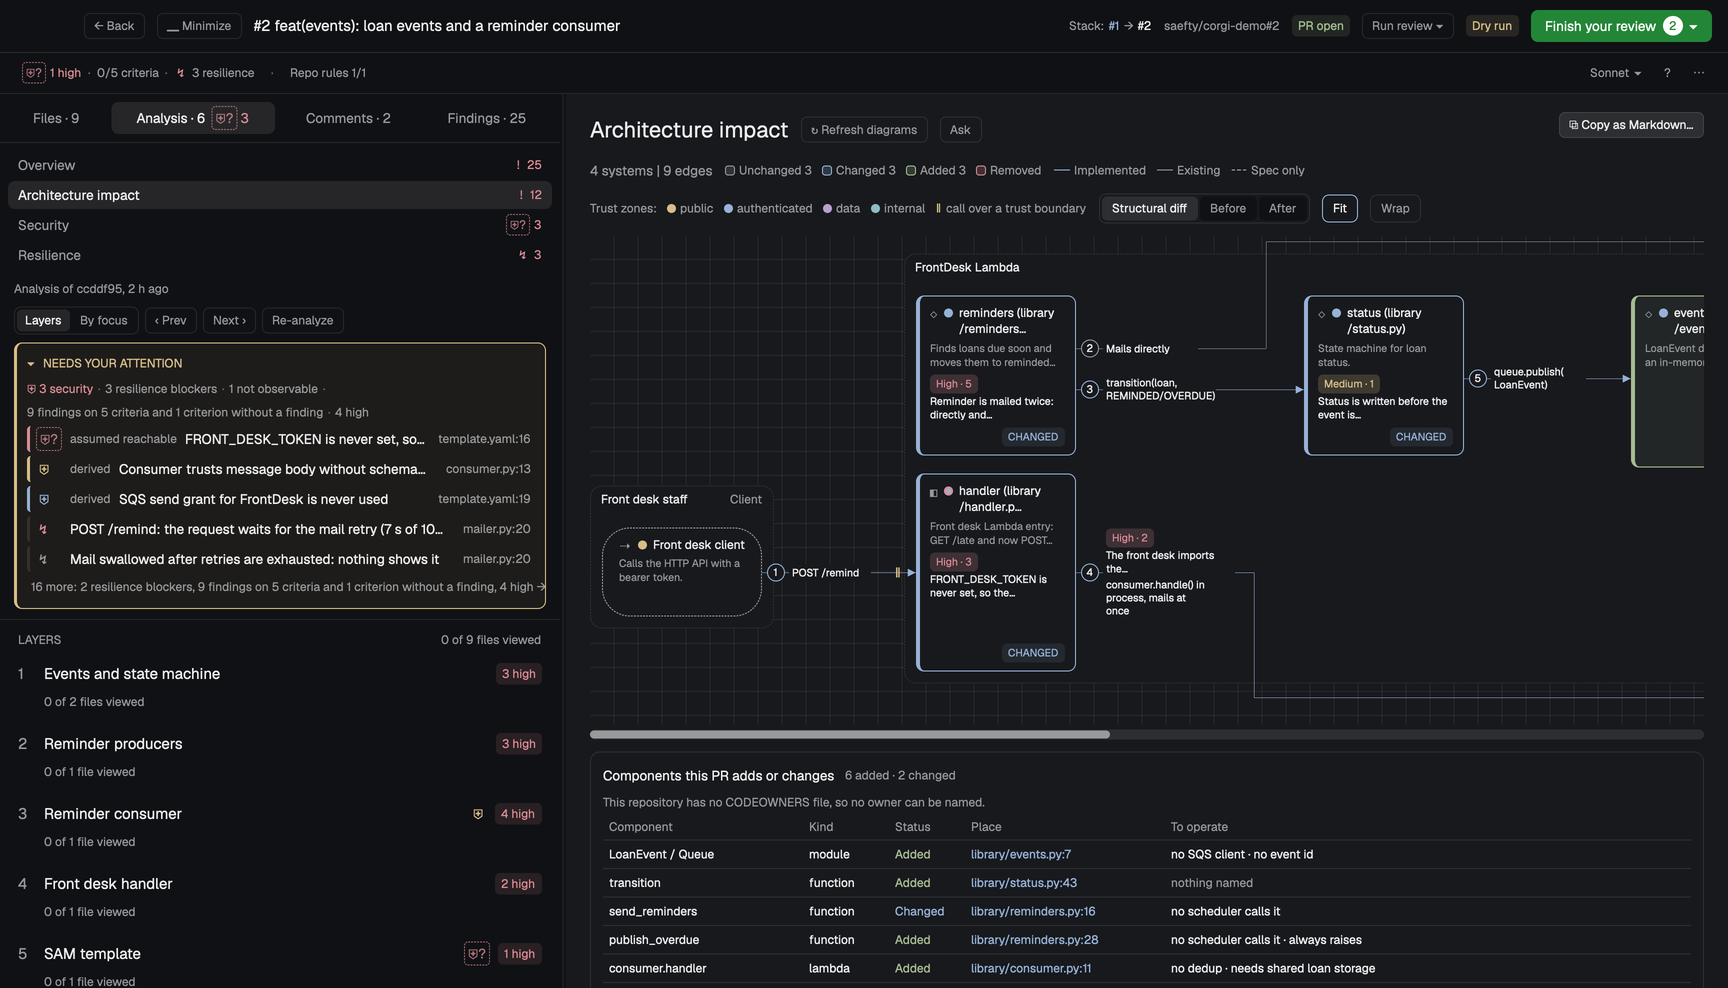 ← Back
Minimize
#2 feat(events): loan events and a reminder consumer
Stack: #1 → #2
saefty/corgi-demo#2
PR open
Run review
Dry run
Finish your review 2
? 1 high · 0/5 criteria · 3 resilience · Repo rules 1/1
Sonnet
?
···
Files · 9
Analysis · 6 ? 3
Comments · 2
Findings · 25
Overview ! 25
Architecture impact ! 12
Security ? 3
Resilience 3
Analysis of ccddf95, 2 h ago
Layers
By focus
‹ Prev
Next ›
Re-analyze
NEEDS YOUR ATTENTION
3 security · 3 resilience blockers · 1 not observable ·
9 findings on 5 criteria and 1 criterion without a finding · 4 high
? assumed reachable FRONT_DESK_TOKEN is never set, so… template.yaml:16
derived Consumer trusts message body without schema… consumer.py:13
derived SQS send grant for FrontDesk is never used template.yaml:19
POST /remind: the request waits for the mail retry (7 s of 10… mailer.py:20
Mail swallowed after retries are exhausted: nothing shows it mailer.py:20
16 more: 2 resilience blockers, 9 findings on 5 criteria and 1 criterion without a finding, 4 high →
LAYERS 0 of 9 files viewed
1 Events and state machine 3 high
0 of 2 files viewed
2 Reminder producers 3 high
0 of 1 file viewed
3 Reminder consumer 4 high
0 of 1 file viewed
4 Front desk handler 2 high
0 of 1 file viewed
5 SAM template ? 1 high
0 of 1 file viewed
Architecture impact
↻ Refresh diagrams
Ask
Copy as Markdown…
4 systems | 9 edges
Unchanged 3
Changed 3
Added 3
Removed
Implemented
Existing
Spec only
Trust zones: public authenticated data internal call over a trust boundary
Structural diff
Before
After
Fit
Wrap
FrontDesk Lambda
reminders (library
/reminders…
Finds loans due soon and
moves them to reminded…
High · 5
Reminder is mailed twice:
directly and…
CHANGED
2 Mails directly
3 transition(loan,
REMINDED/OVERDUE)
status (library
/status.py)
State machine for loan
status.
Medium · 1
Status is written before the
event is…
CHANGED
5 queue.publish(
LoanEvent)
event
/even
LoanEvent d
an in-memo
Front desk staff Client
→ Front desk client
Calls the HTTP API with a
bearer token.
1 POST /remind
handler (library
/handler.p…
Front desk Lambda entry:
GET /late and now POST…
High · 3
FRONT_DESK_TOKEN is
never set, so the…
CHANGED
4
High · 2
The front desk imports
the…
consumer.handle() in
process, mails at
once
Components this PR adds or changes 6 added · 2 changed
This repository has no CODEOWNERS file, so no owner can be named.
Component Kind Status Place To operate
LoanEvent / Queue module Added library/events.py:7 no SQS client · no event id
transition function Added library/status.py:43 nothing named
send_reminders function Changed library/reminders.py:16 no scheduler calls it
publish_overdue function Added library/reminders.py:28 no scheduler calls it · always raises
consumer.handler lambda Added library/consumer.py:11 no dedup · needs shared loan storage